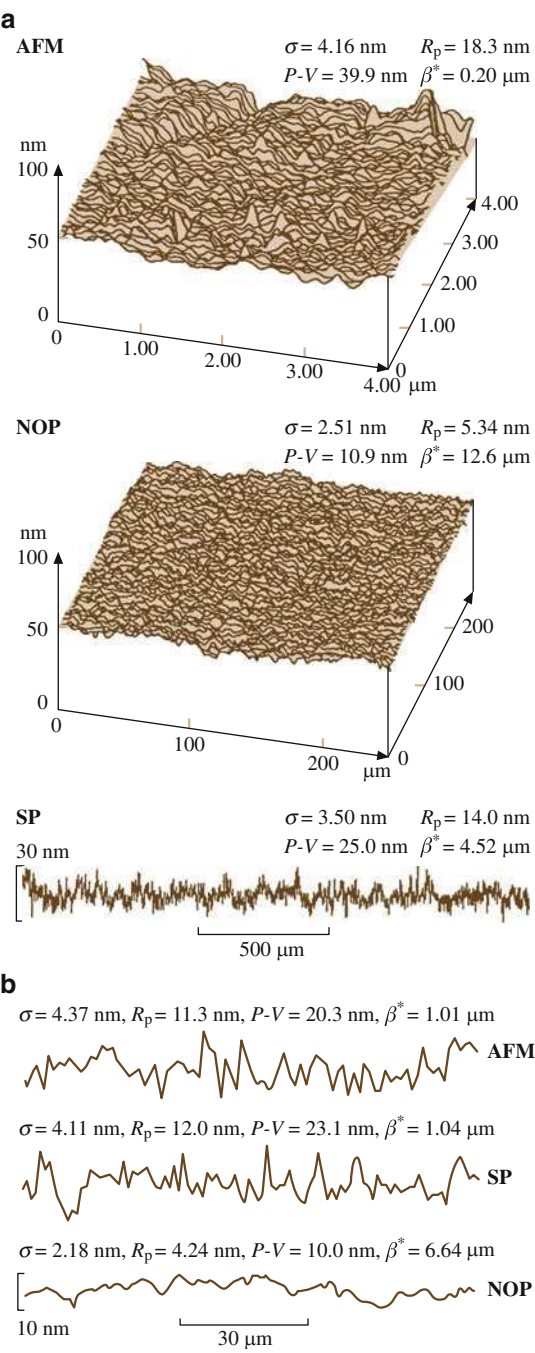 a
AFM
σ = 4.16 nm Rp = 18.3 nm
P-V = 39.9 nm β* = 0.20 μm
nm
100
50
0
0 1.00 2.00 3.00 4.00 μm
0 1.00 2.00 3.00 4.00
NOP
σ = 2.51 nm Rp = 5.34 nm
P-V = 10.9 nm β* = 12.6 μm
nm
100
50
0
0 100 200 μm
0 100 200
SP
σ = 3.50 nm Rp = 14.0 nm
P-V = 25.0 nm β* = 4.52 μm
30 nm
500 μm
b
σ = 4.37 nm, Rp = 11.3 nm, P-V = 20.3 nm, β* = 1.01 μm
AFM
σ = 4.11 nm, Rp = 12.0 nm, P-V = 23.1 nm, β* = 1.04 μm
SP
σ = 2.18 nm, Rp = 4.24 nm, P-V = 10.0 nm, β* = 6.64 μm
NOP
10 nm
30 μm